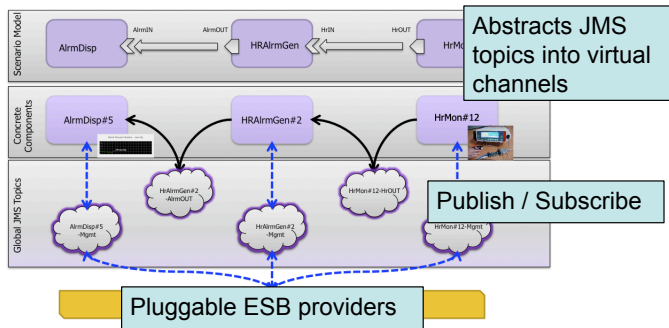 Scenario Model
AlrmDisp
AlrmIN
AlrmOUT
HRAlrmGen
HrIN
HrOUT
HrMo
Abstracts JMS
topics into virtual
channels
Concrete
Components
AlrmDisp#5
HRAlrmGen#2
HrMon#12
Global JMS Topics
HrAlrmGen#2
-AlrmOUT
HrMon#12-HrOUT
AlrmDisp#5
-Mgmt
HRAlrmGen#2
-Mgmt
HrMon#12-Mgmt
Publish / Subscribe
Pluggable ESB providers